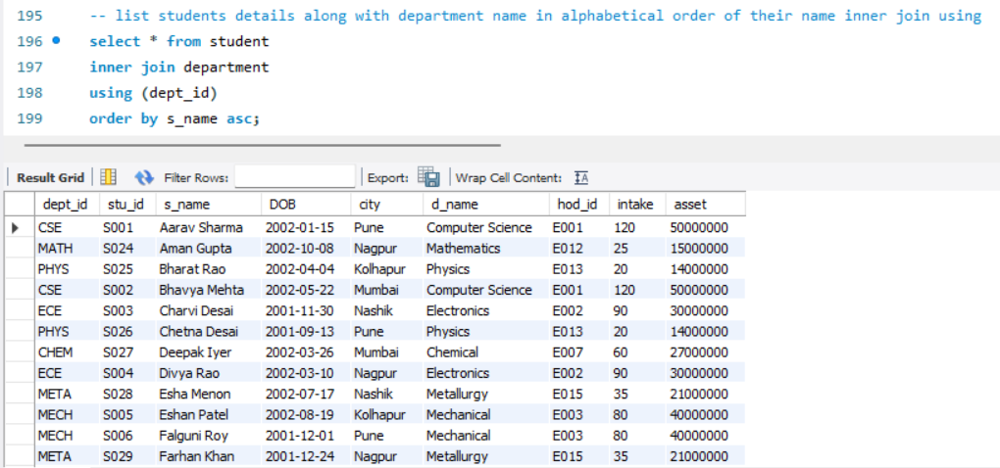 195 -- list students details along with department name in alphabetical order of their name inner join using
196 select * from student
197 inner join department
198 using (dept_id)
199 order by s_name asc;
Result Grid Filter Rows: Export: Wrap Cell Content: IA
dept_id stu_id s_name DOB city d_name hod_id intake asset
CSE S001 Aarav Sharma 2002-01-15 Pune Computer Science E001 120 50000000
MATH S024 Aman Gupta 2002-10-08 Nagpur Mathematics E012 25 15000000
PHYS S025 Bharat Rao 2002-04-04 Kolhapur Physics E013 20 14000000
CSE S002 Bhavya Mehta 2002-05-22 Mumbai Computer Science E001 120 50000000
ECE S003 Charvi Desai 2001-11-30 Nashik Electronics E002 90 30000000
PHYS S026 Chetna Desai 2001-09-13 Pune Physics E013 20 14000000
CHEM S027 Deepak Iyer 2002-03-26 Mumbai Chemical E007 60 27000000
ECE S004 Divya Rao 2002-03-10 Nagpur Electronics E002 90 30000000
META S028 Esha Menon 2002-07-17 Nashik Metallurgy E015 35 21000000
MECH S005 Eshan Patel 2002-08-19 Kolhapur Mechanical E003 80 40000000
MECH S006 Falguni Roy 2001-12-01 Pune Mechanical E003 80 40000000
META S029 Farhan Khan 2001-12-24 Nagpur Metallurgy E015 35 21000000